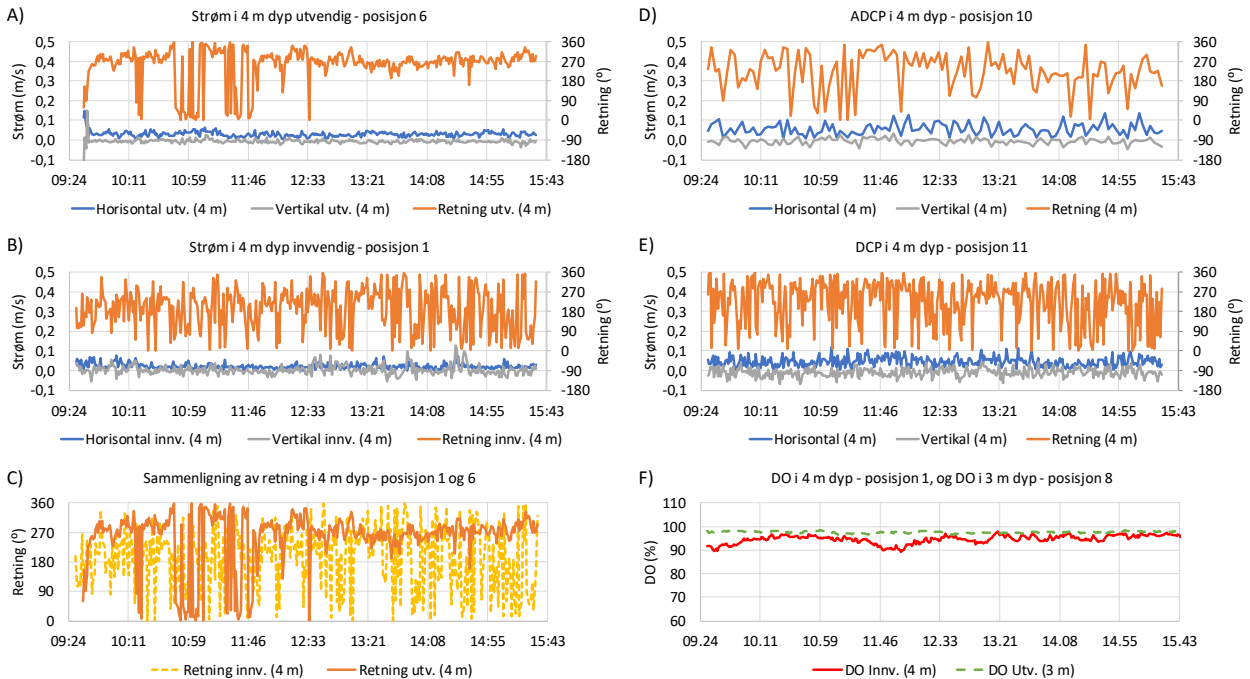 A) Strøm i 4 m dyp utvendig - posisjon 6
Strøm (m/s)
0,5
0,4
0,3
0,2
0,1
0,0
-0,1
360
270
180
90
0
-90
-180
Retning (º)
09:24 10:11 10:59 11:46 12:33 13:21 14:08 14:55 15:43
Horisontal utv. (4 m) Vertikal utv. (4 m) Retning utv. (4 m)
B) Strøm i 4 m dyp invvendig - posisjon 1
Strøm (m/s)
0,5
0,4
0,3
0,2
0,1
0,0
-0,1
360
270
180
90
0
-90
-180
Retning (º)
09:24 10:11 10:59 11:46 12:33 13:21 14:08 14:55 15:43
Horisontal innv. (4 m) Vertikal innv. (4 m) Retning innv. (4 m)
C) Sammenligning av retning i 4 m dyp - posisjon 1 og 6
Retning (º)
360
270
180
90
0
09:24 10:11 10:59 11:46 12:33 13:21 14:08 14:55 15:43
Retning innv. (4 m) Retning utv. (4 m)
D) ADCP i 4 m dyp - posisjon 10
Strøm (m/s)
0,5
0,4
0,3
0,2
0,1
0,0
-0,1
360
270
180
90
0
-90
-180
Retning (º)
09:24 10:11 10:59 11:46 12:33 13:21 14:08 14:55 15:43
Horisontal (4 m) Vertikal (4 m) Retning (4 m)
E) DCP i 4 m dyp - posisjon 11
Strøm (m/s)
0,5
0,4
0,3
0,2
0,1
0,0
-0,1
360
270
180
90
0
-90
-180
Retning (º)
09:24 10:11 10:59 11:46 12:33 13:21 14:08 14:55 15:43
Horisontal (4 m) Vertikal (4 m) Retning (4 m)
F) DO i 4 m dyp - posisjon 1, og DO i 3 m dyp - posisjon 8
DO (%)
110
100
90
80
70
60
09.24 10.11 10.59 11.46 12.33 13.21 14.08 14.55 15.43
DO Innv. (4 m) DO Utv. (3 m)